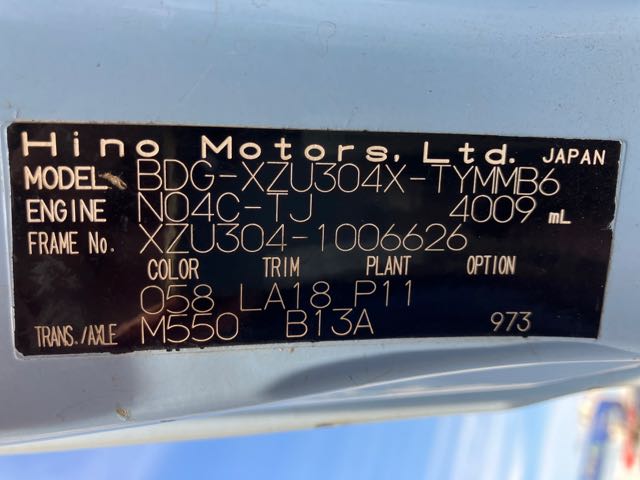 Hino Motors, Ltd. JAPAN
MODEL BDG-XZU304X-TYMMB6
ENGINE N04C-TJ 4009 mL
FRAME No. XZU304-1006626
COLOR TRIM PLANT OPTION
058 LA18 P11
TRANS./AXLE M550 B13A 973